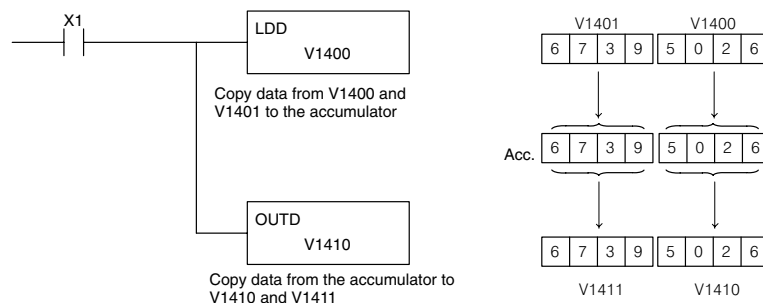 X1
LDD
V1400
Copy data from V1400 and
V1401 to the accumulator
OUTD
V1410
Copy data from the accumulator to
V1410 and V1411
V1401 V1400
6 7 3 9 5 0 2 6
Acc. 6 7 3 9 5 0 2 6
6 7 3 9 5 0 2 6
V1411 V1410